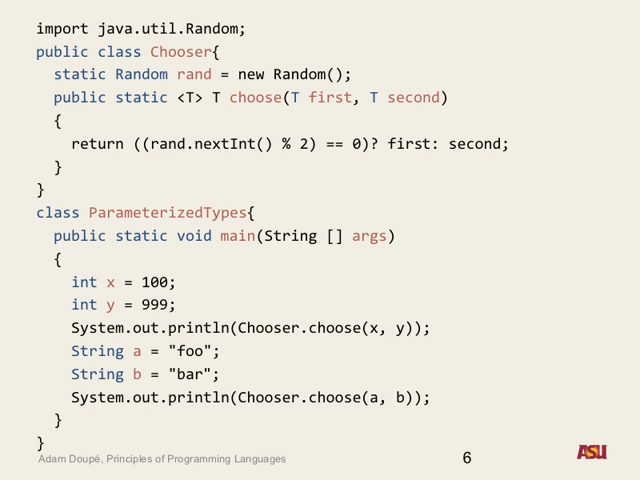 import java.util.Random;
public class Chooser{
  static Random rand = new Random();
  public static <T> T choose(T first, T second)
  {
    return ((rand.nextInt() % 2) == 0)? first: second;
  }
}
class ParameterizedTypes{
  public static void main(String [] args)
  {
    int x = 100;
    int y = 999;
    System.out.println(Chooser.choose(x, y));
    String a = "foo";
    String b = "bar";
    System.out.println(Chooser.choose(a, b));
  }
}
Adam Doupé, Principles of Programming Languages
6
ASU